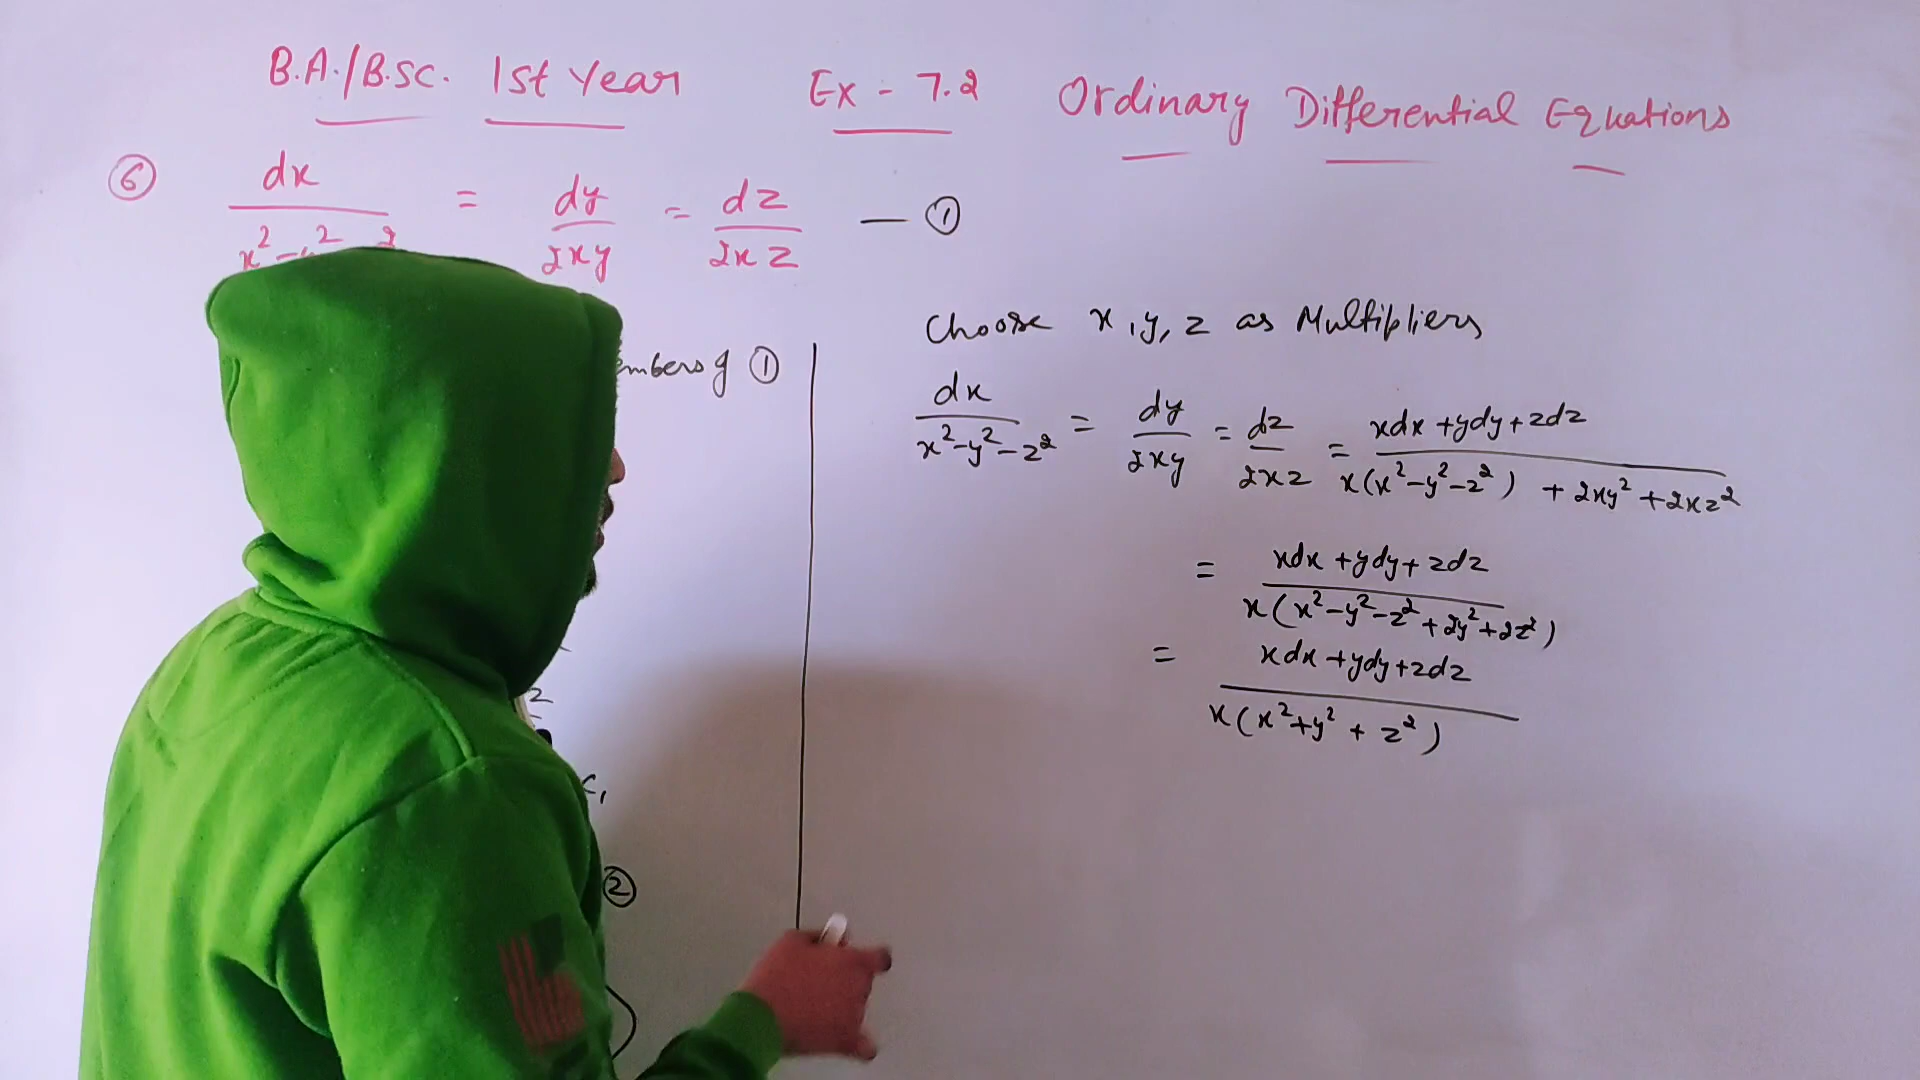 B.A./B.Sc. 1st Year Ex - 7.2 Ordinary Differential Equations
⑥ dx/x²-y²-z² = dy/2xy = dz/2xz — ①
Choose x, y, z as Multipliers
①
dx/x²-y²-z² = dy/2xy = dz/2xz = xdx+ydy+zdz/x(x²-y²-z²) + 2xy²+2xz²
= xdx+ydy+zdz/x(x²-y²-z²+2y²+2z²)
= xdx+ydy+zdz/x(x²+y²+z²)
c₁
②